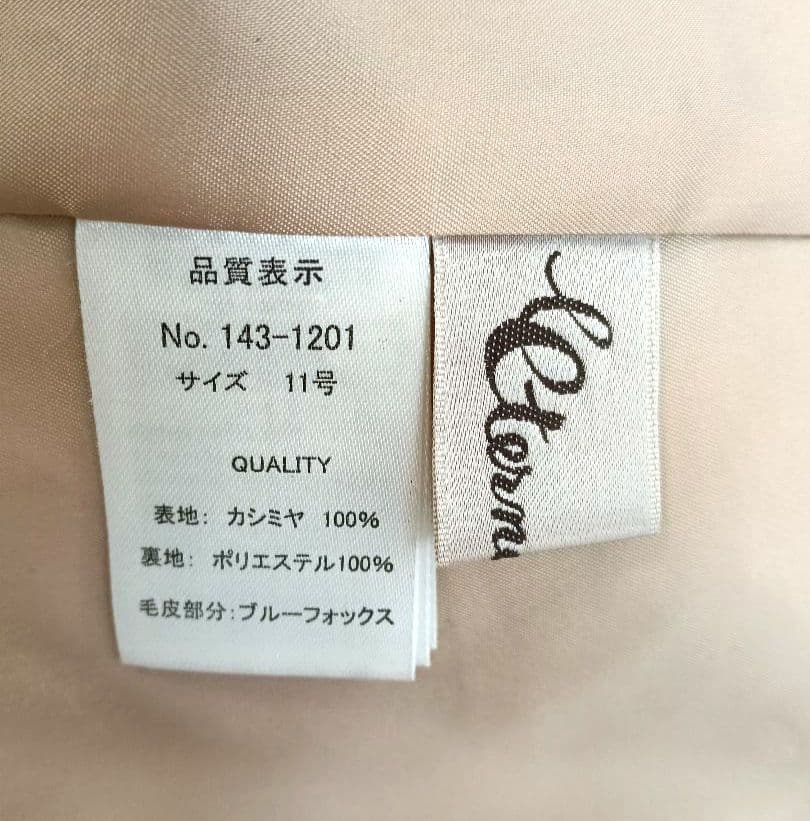 品質表示
No. 143-1201
サイズ 11号
QUALITY
表地: カシミヤ 100%
裏地: ポリエステル100%
毛皮部分:ブルーフォックス